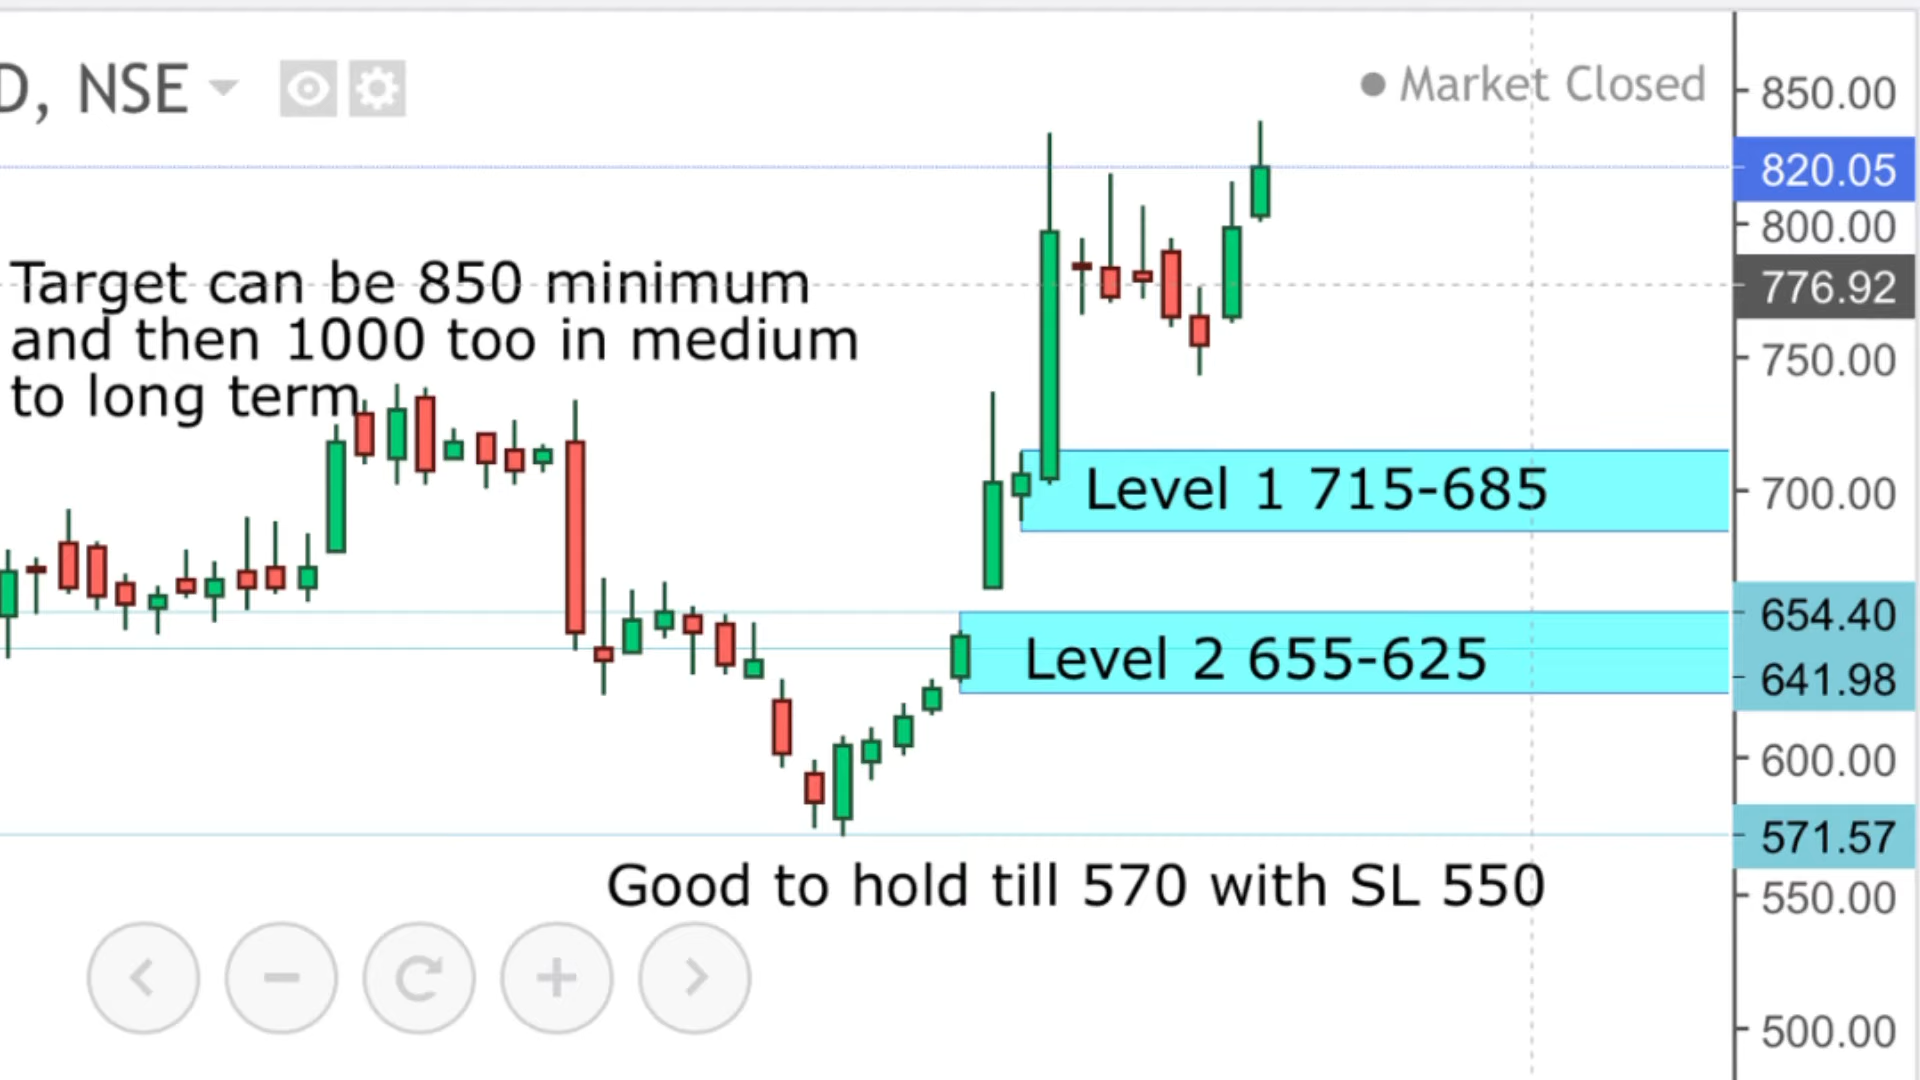 D, NSE
Market Closed
850.00
820.05
800.00
776.92
750.00
700.00
654.40
641.98
600.00
571.57
550.00
500.00
Target can be 850 minimum
and then 1000 too in medium
to long term
Level 1 715-685
Level 2 655-625
Good to hold till 570 with SL 550